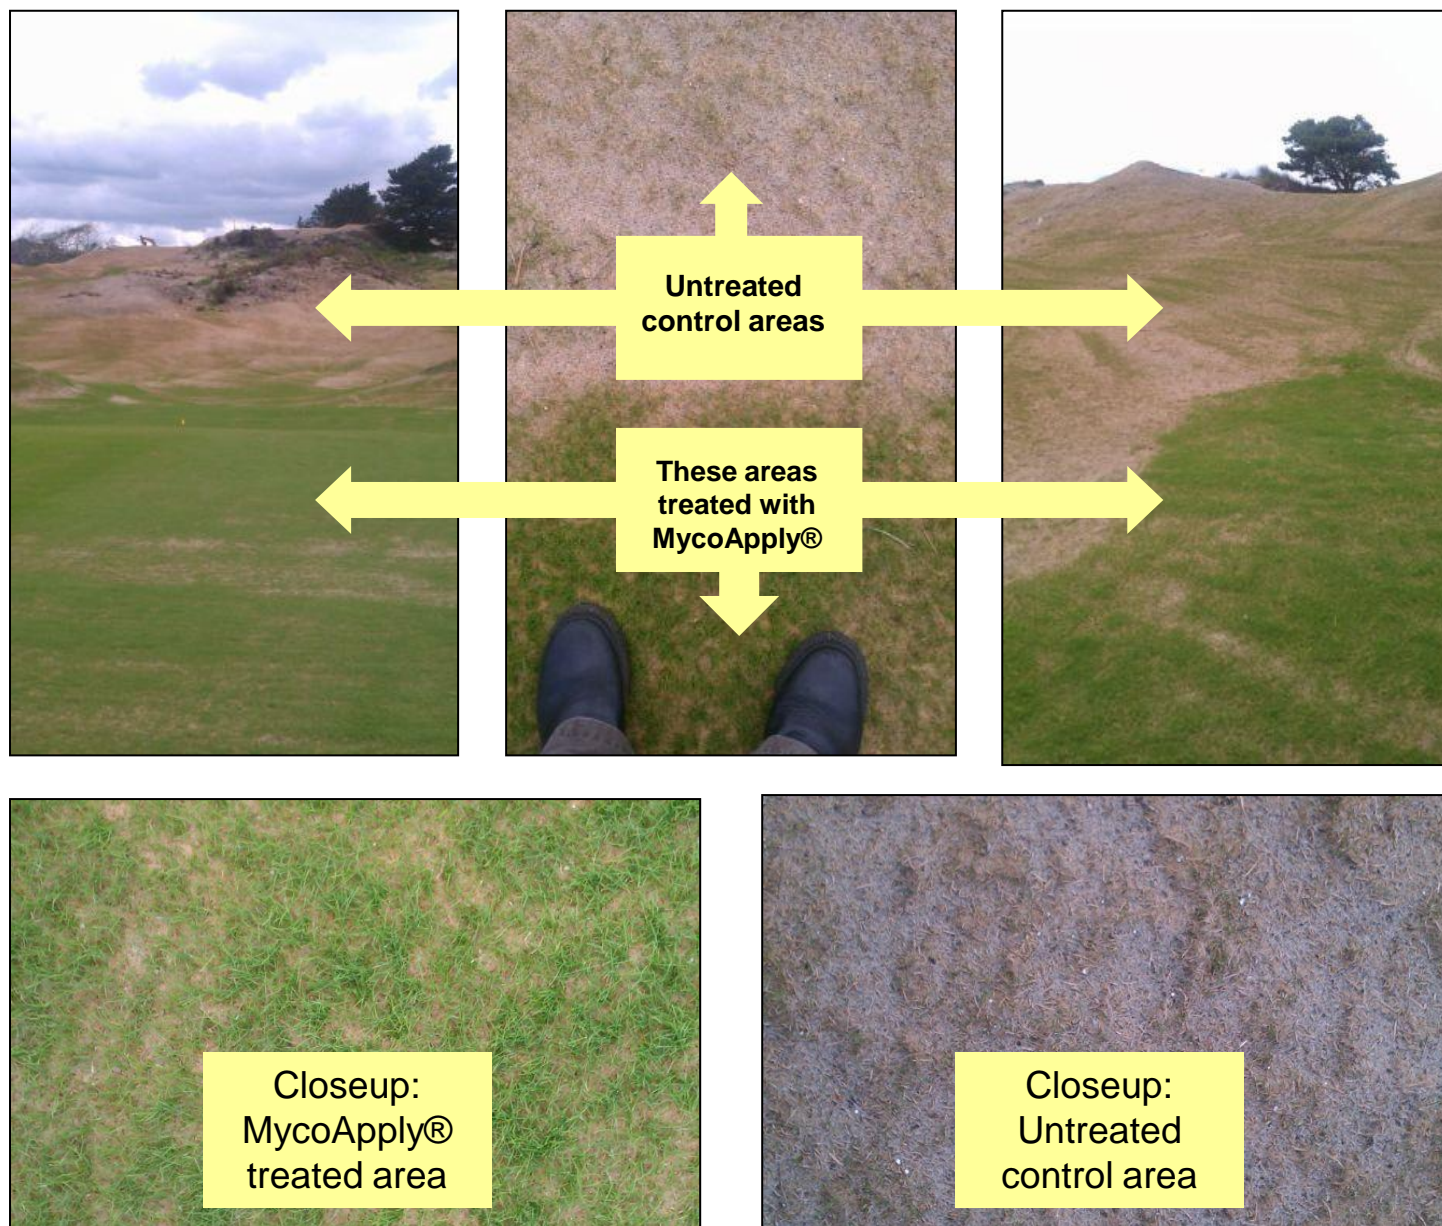 Untreated
control areas
These areas
treated with
MycoApply®
Closeup:
MycoApply®
treated area
Closeup:
Untreated
control area